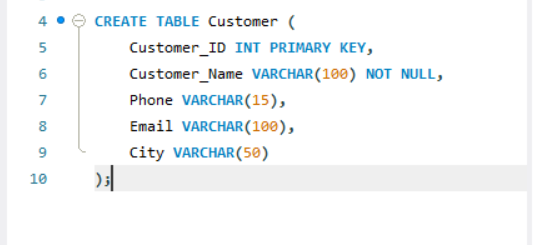 4 CREATE TABLE Customer (
5 Customer_ID INT PRIMARY KEY,
6 Customer_Name VARCHAR(100) NOT NULL,
7 Phone VARCHAR(15),
8 Email VARCHAR(100),
9 City VARCHAR(50)
10 );